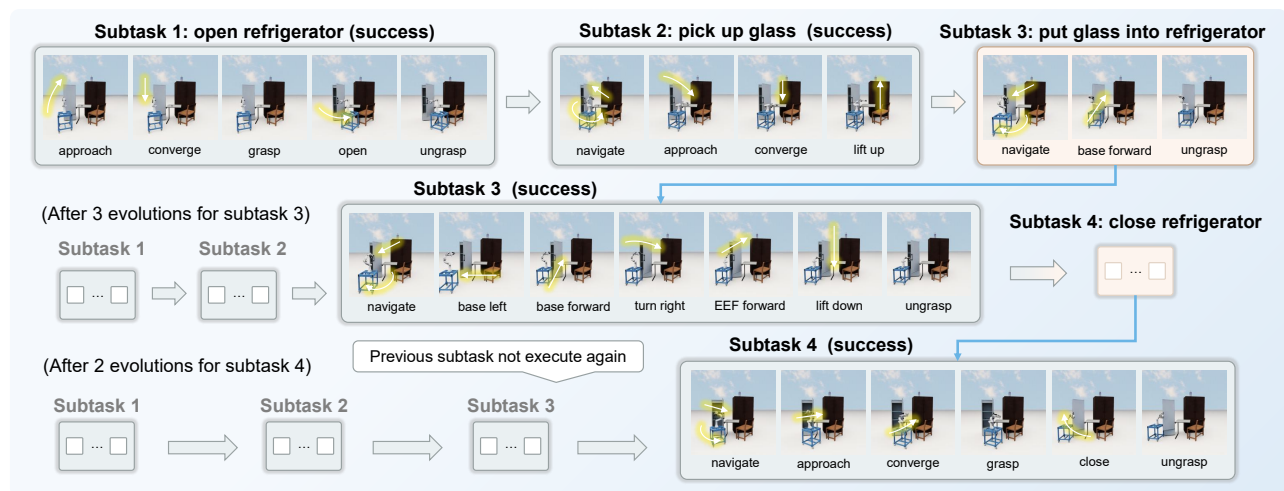 Subtask 1: open refrigerator (success)
Subtask 2: pick up glass (success)
Subtask 3: put glass into refrigerator
approach converge grasp open ungrasp
navigate approach converge lift up
navigate base forward ungrasp
Subtask 3 (success)
(After 3 evolutions for subtask 3)
Subtask 1
Subtask 2
navigate base left base forward turn right EEF forward lift down ungrasp
Subtask 4: close refrigerator
...
...
...
Previous subtask not execute again
Subtask 4 (success)
(After 2 evolutions for subtask 4)
Subtask 1
Subtask 2
Subtask 3
...
...
...
navigate approach converge grasp close ungrasp